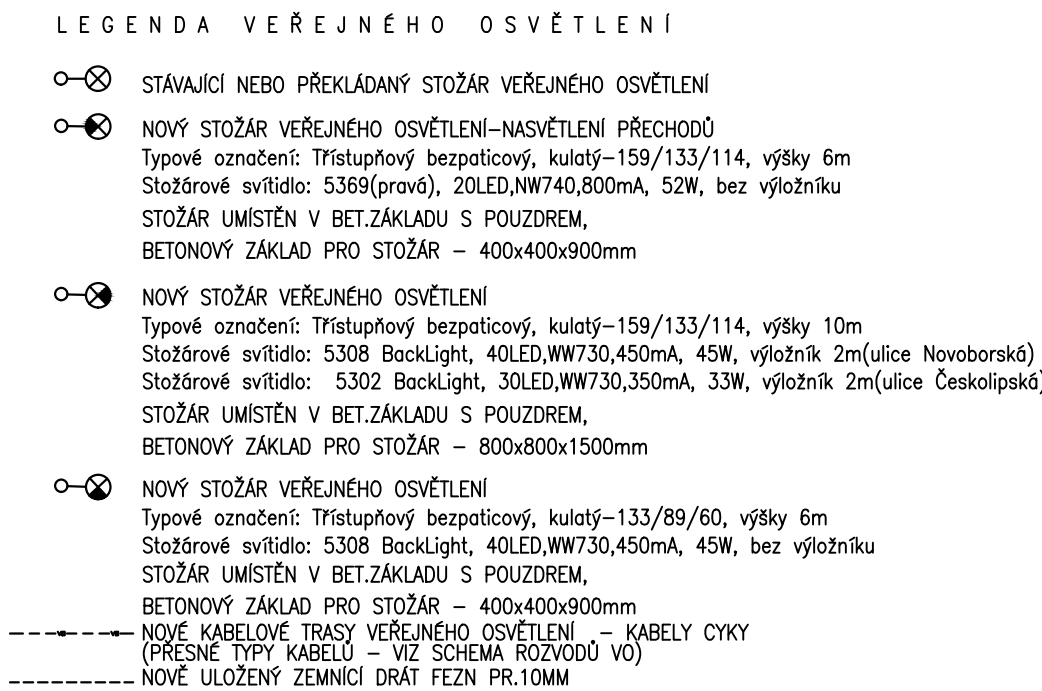 LEGENDA VEŘEJNÉHO OSVĚTLENÍ
STÁVAJÍCÍ NEBO PŘEKLÁDANÝ STOŽÁR VEŘEJNÉHO OSVĚTLENÍ
NOVÝ STOŽÁR VEŘEJNÉHO OSVĚTLENÍ–NASVĚTLENÍ PŘECHODŮ
Typové označení: Třístupňový bezpaticový, kulatý–159/133/114, výšky 6m
Stožárové svítidlo: 5369(pravá), 20LED,NW740,800mA, 52W, bez výložníku
STOŽÁR UMÍSTĚN V BET.ZÁKLADU S POUZDREM,
BETONOVÝ ZÁKLAD PRO STOŽÁR – 400x400x900mm
NOVÝ STOŽÁR VEŘEJNÉHO OSVĚTLENÍ
Typové označení: Třístupňový bezpaticový, kulatý–159/133/114, výšky 10m
Stožárové svítidlo: 5308 BackLight, 40LED,WW730,450mA, 45W, výložník 2m(ulice Novoborská)
Stožárové svítidlo: 5302 BackLight, 30LED,WW730,350mA, 33W, výložník 2m(ulice Českolipská)
STOŽÁR UMÍSTĚN V BET.ZÁKLADU S POUZDREM,
BETONOVÝ ZÁKLAD PRO STOŽÁR – 800x800x1500mm
NOVÝ STOŽÁR VEŘEJNÉHO OSVĚTLENÍ
Typové označení: Třístupňový bezpaticový, kulatý–133/89/60, výšky 6m
Stožárové svítidlo: 5308 BackLight, 40LED,WW730,450mA, 45W, bez výložníku
STOŽÁR UMÍSTĚN V BET.ZÁKLADU S POUZDREM,
BETONOVÝ ZÁKLAD PRO STOŽÁR – 400x400x900mm
NOVÉ KABELOVÉ TRASY VEŘEJNÉHO OSVĚTLENÍ – KABELY CYKY
(PŘESNÉ TYPY KABELŮ – VIZ SCHEMA ROZVODŮ VO)
NOVĚ ULOŽENÝ ZEMNÍCÍ DRÁT FEZN PR.10MM